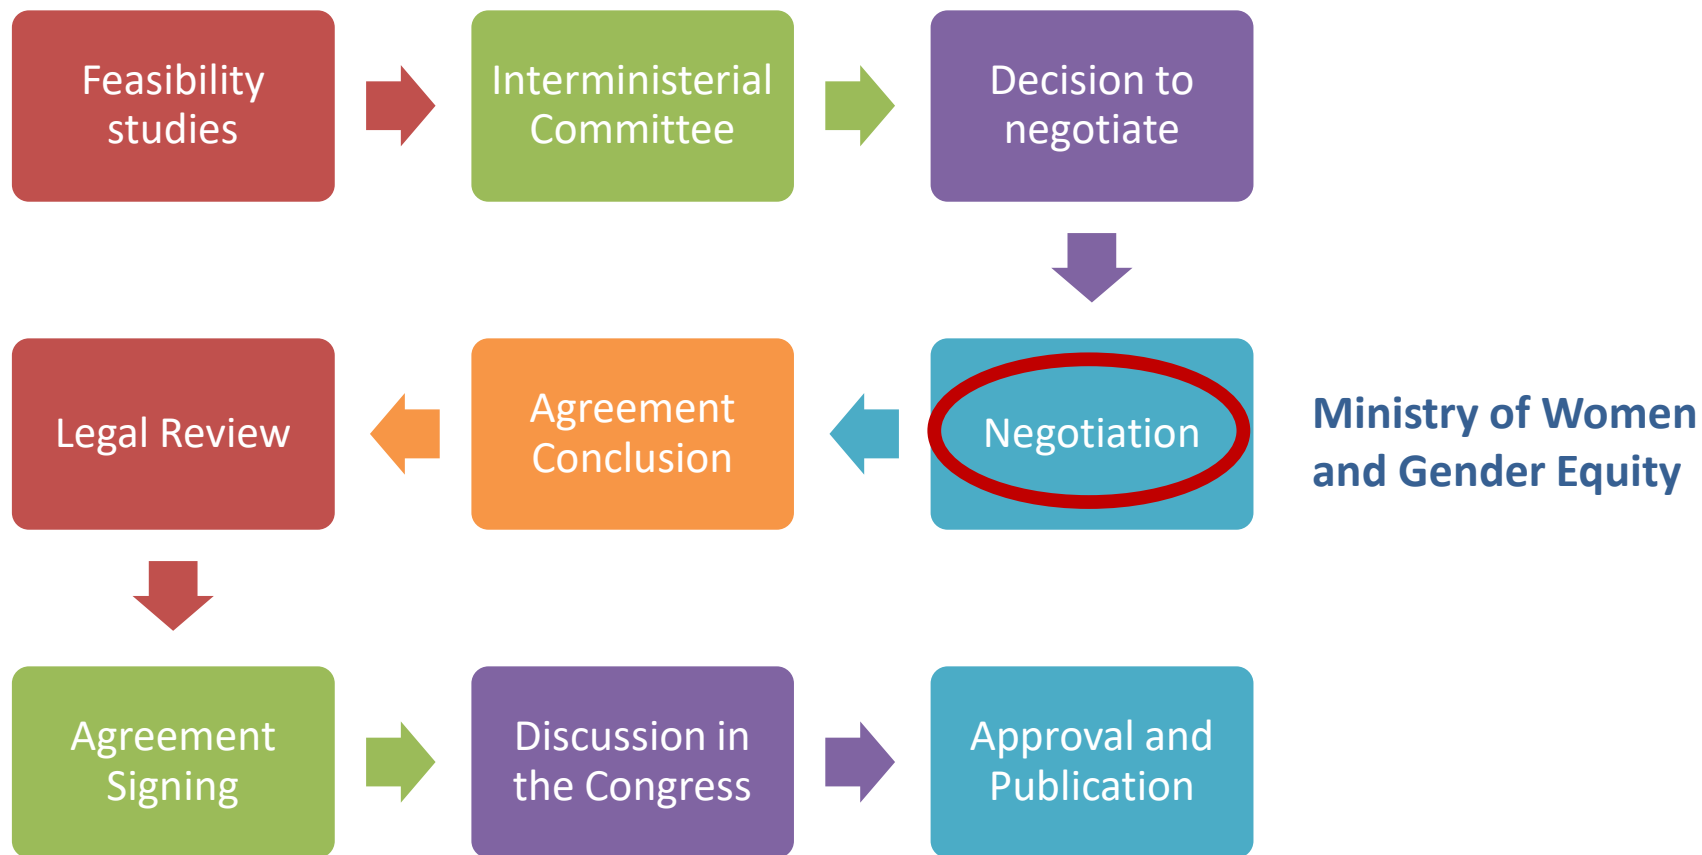 Feasibility
studies
Interministerial
Committee
Decision to
negotiate
Negotiation
Ministry of Women
and Gender Equity
Agreement
Conclusion
Legal Review
Agreement
Signing
Discussion in
the Congress
Approval and
Publication